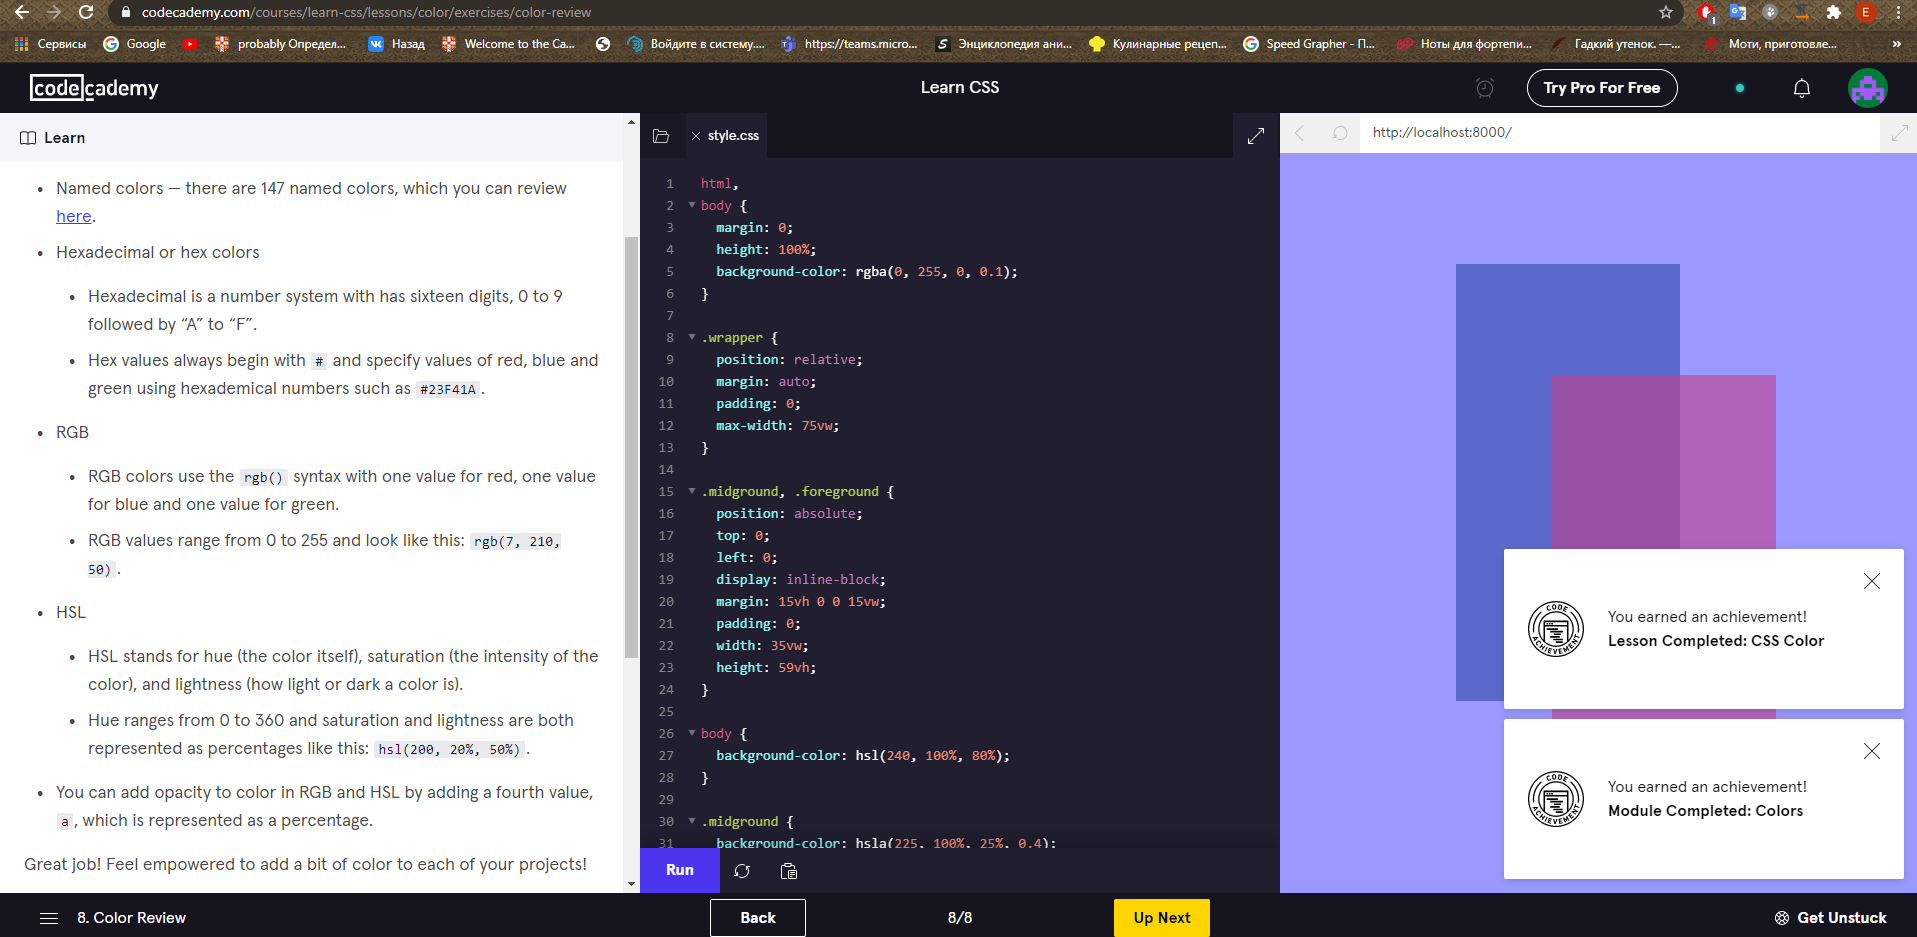 codecademy.com/courses/learn-css/lessons/color/exercises/color-review
1
E
Сервисы
Google
probably Определ...
Назад
Welcome to the Ca...
Войдите в систему....
https://teams.micro...
Энциклопедия ани...
Кулинарные рецеп...
Speed Grapher - П...
Ноты для фортепи...
Гадкий утенок. —...
Моти, приготовле...
»
codecademy
Learn CSS
Try Pro For Free
Learn
• Named colors — there are 147 named colors, which you can review
here.
• Hexadecimal or hex colors
• Hexadecimal is a number system with has sixteen digits, 0 to 9
followed by “A” to “F”.
• Hex values always begin with # and specify values of red, blue and
green using hexademical numbers such as #23F41A.
• RGB
• RGB colors use the rgb() syntax with one value for red, one value
for blue and one value for green.
• RGB values range from 0 to 255 and look like this: rgb(7, 210,
50).
• HSL
• HSL stands for hue (the color itself), saturation (the intensity of the
color), and lightness (how light or dark a color is).
• Hue ranges from 0 to 360 and saturation and lightness are both
represented as percentages like this: hsl(200, 20%, 50%).
• You can add opacity to color in RGB and HSL by adding a fourth value,
a, which is represented as a percentage.
Great job! Feel empowered to add a bit of color to each of your projects!
style.css
1 html,
2 body {
3 margin: 0;
4 height: 100%;
5 background-color: rgba(0, 255, 0, 0.1);
6 }
7
8 .wrapper {
9 position: relative;
10 margin: auto;
11 padding: 0;
12 max-width: 75vw;
13 }
14
15 .midground, .foreground {
16 position: absolute;
17 top: 0;
18 left: 0;
19 display: inline-block;
20 margin: 15vh 0 0 15vw;
21 padding: 0;
22 width: 35vw;
23 height: 59vh;
24 }
25
26 body {
27 background-color: hsl(240, 100%, 80%);
28 }
29
30 .midground {
31 background-color: hsla(225, 100%, 25%, 0.4);
Run
http://localhost:8000/
CODE
ACHIEVEMENT
You earned an achievement!
Lesson Completed: CSS Color
CODE
ACHIEVEMENT
You earned an achievement!
Module Completed: Colors
8. Color Review
Back
8/8
Up Next
Get Unstuck